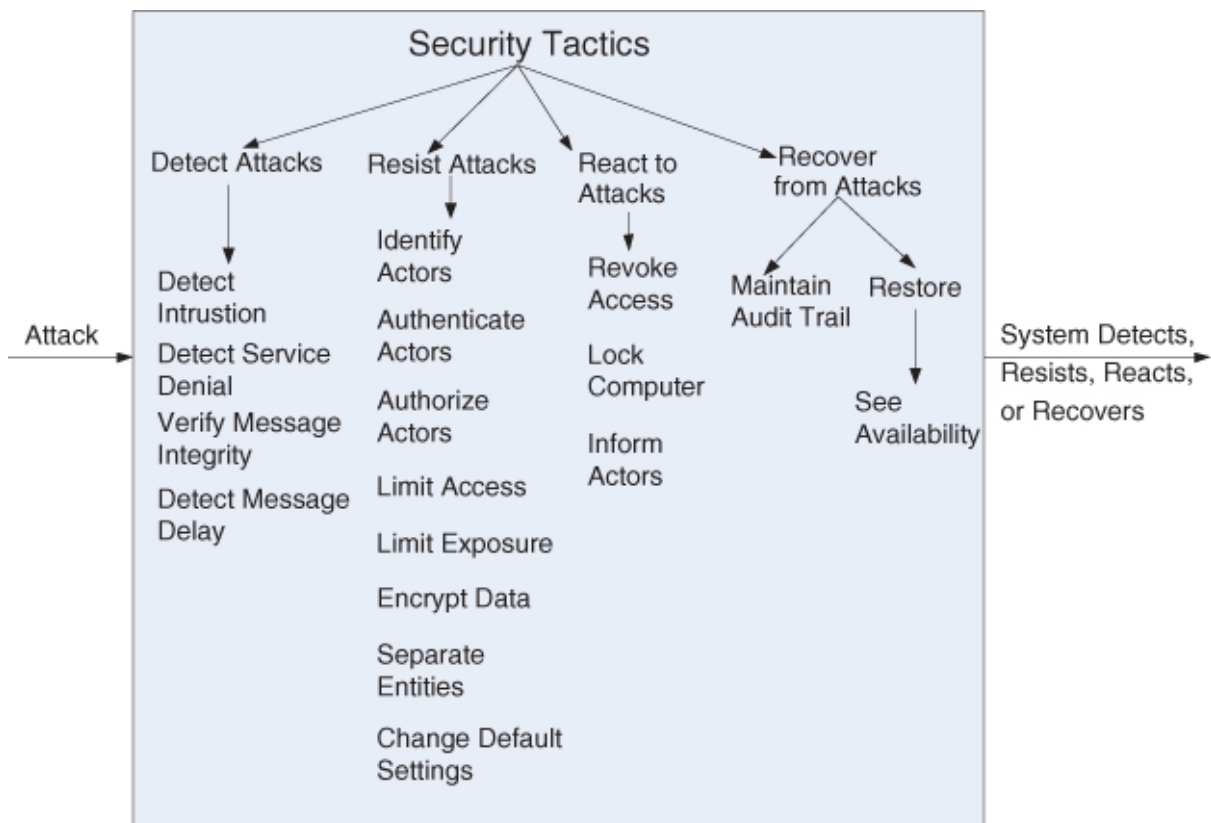 Security Tactics
Attack
Detect Attacks
Detect
Intrustion
Detect Service
Denial
Verify Message
Integrity
Detect Message
Delay
Resist Attacks
Identify
Actors
Authenticate
Actors
Authorize
Actors
Limit Access
Limit Exposure
Encrypt Data
Separate
Entities
Change Default
Settings
React to
Attacks
Revoke
Access
Lock
Computer
Inform
Actors
Recover
from Attacks
Maintain
Audit Trail
Restore
See
Availability
System Detects,
Resists, Reacts,
or Recovers